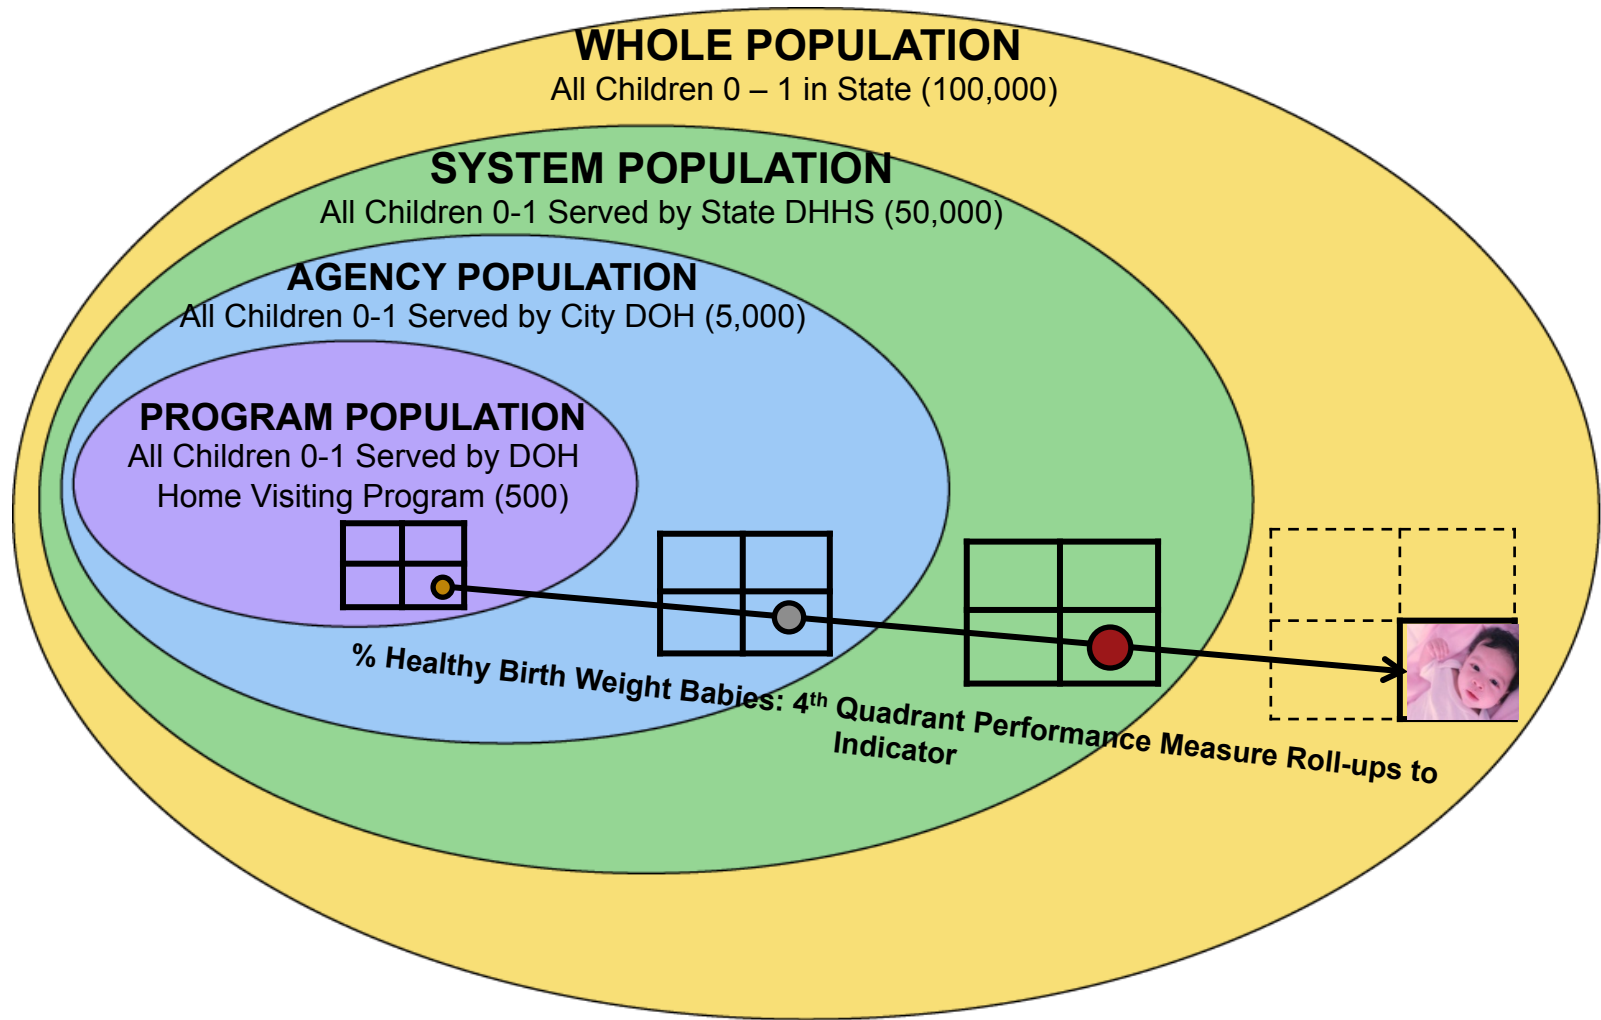 WHOLE POPULATION
All Children 0 – 1 in State (100,000)
SYSTEM POPULATION
All Children 0-1 Served by State DHHS (50,000)
AGENCY POPULATION
All Children 0-1 Served by City DOH (5,000)
PROGRAM POPULATION
All Children 0-1 Served by DOH
Home Visiting Program (500)
% Healthy Birth Weight Babies: 4th Quadrant Performance Measure Roll-ups to
Indicator